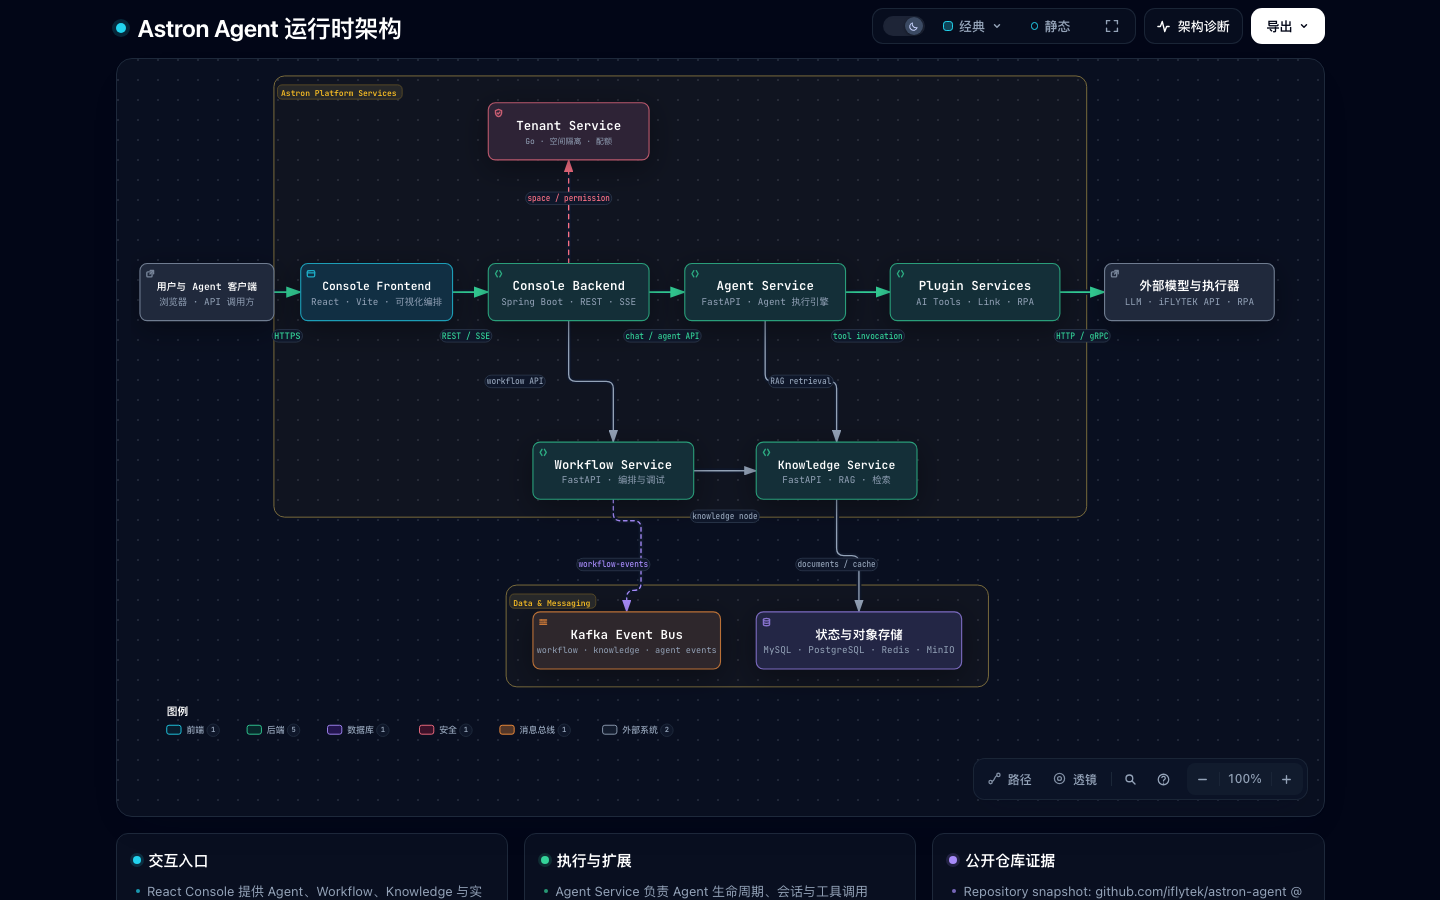 Astron Agent 运行时架构
经典
静态
架构诊断
导出
Astron Platform Services
Tenant Service
Go · 空间隔离 · 配额
space / permission
用户与 Agent 客户端
浏览器 · API 调用方
Console Frontend
React · Vite · 可视化编排
Console Backend
Spring Boot · REST · SSE
Agent Service
FastAPI · Agent 执行引擎
Plugin Services
AI Tools · Link · RPA
外部模型与执行器
LLM · iFLYTEK API · RPA
HTTPS
REST / SSE
chat / agent API
tool invocation
HTTP / gRPC
workflow API
RAG retrieval
Workflow Service
FastAPI · 编排与调试
Knowledge Service
FastAPI · RAG · 检索
knowledge node
workflow-events
documents / cache
Data & Messaging
Kafka Event Bus
workflow · knowledge · agent events
状态与对象存储
MySQL · PostgreSQL · Redis · MinIO
图例
前端 1
后端 5
数据库 1
安全 1
消息总线 1
外部系统 2
路径
透镜
100%
交互入口
React Console 提供 Agent、Workflow、Knowledge 与实
执行与扩展
Agent Service 负责 Agent 生命周期、会话与工具调用
公开仓库证据
Repository snapshot: github.com/iflytek/astron-agent @